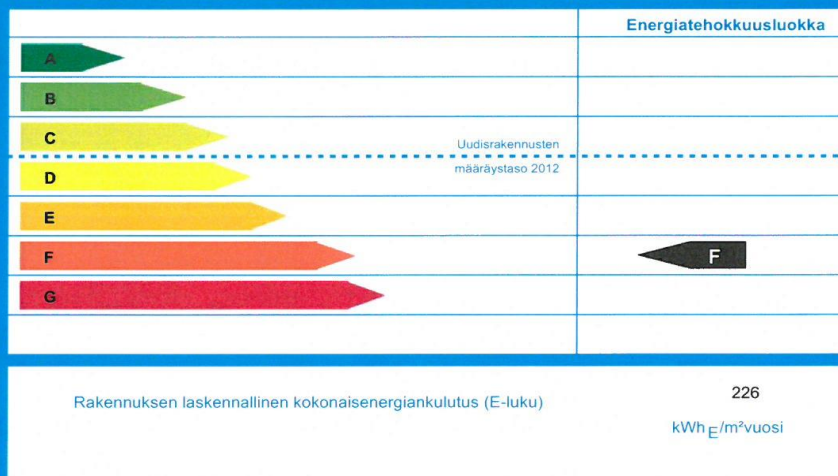 Energiatehokkuusluokka
A
B
C
Uudisrakennusten
määräystaso 2012
D
E
F
F
G
Rakennuksen laskennallinen kokonaisenergiankulutus (E-luku)
226
kWhE/m²vuosi